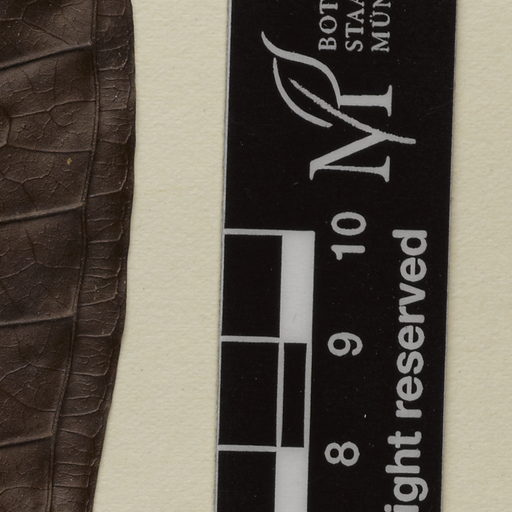 BOT
STAA
MÜN
M
10
9
8
ight reserved